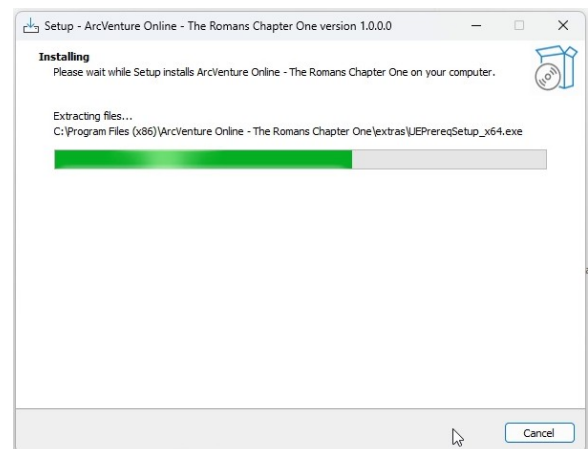 Setup - ArcVenture Online - The Romans Chapter One version 1.0.0.0
Installing
Please wait while Setup installs ArcVenture Online - The Romans Chapter One on your computer.
Extracting files...
C:\Program Files (x86)\ArcVenture Online - The Romans Chapter One\extras\UEPrereqSetup_x64.exe
Cancel